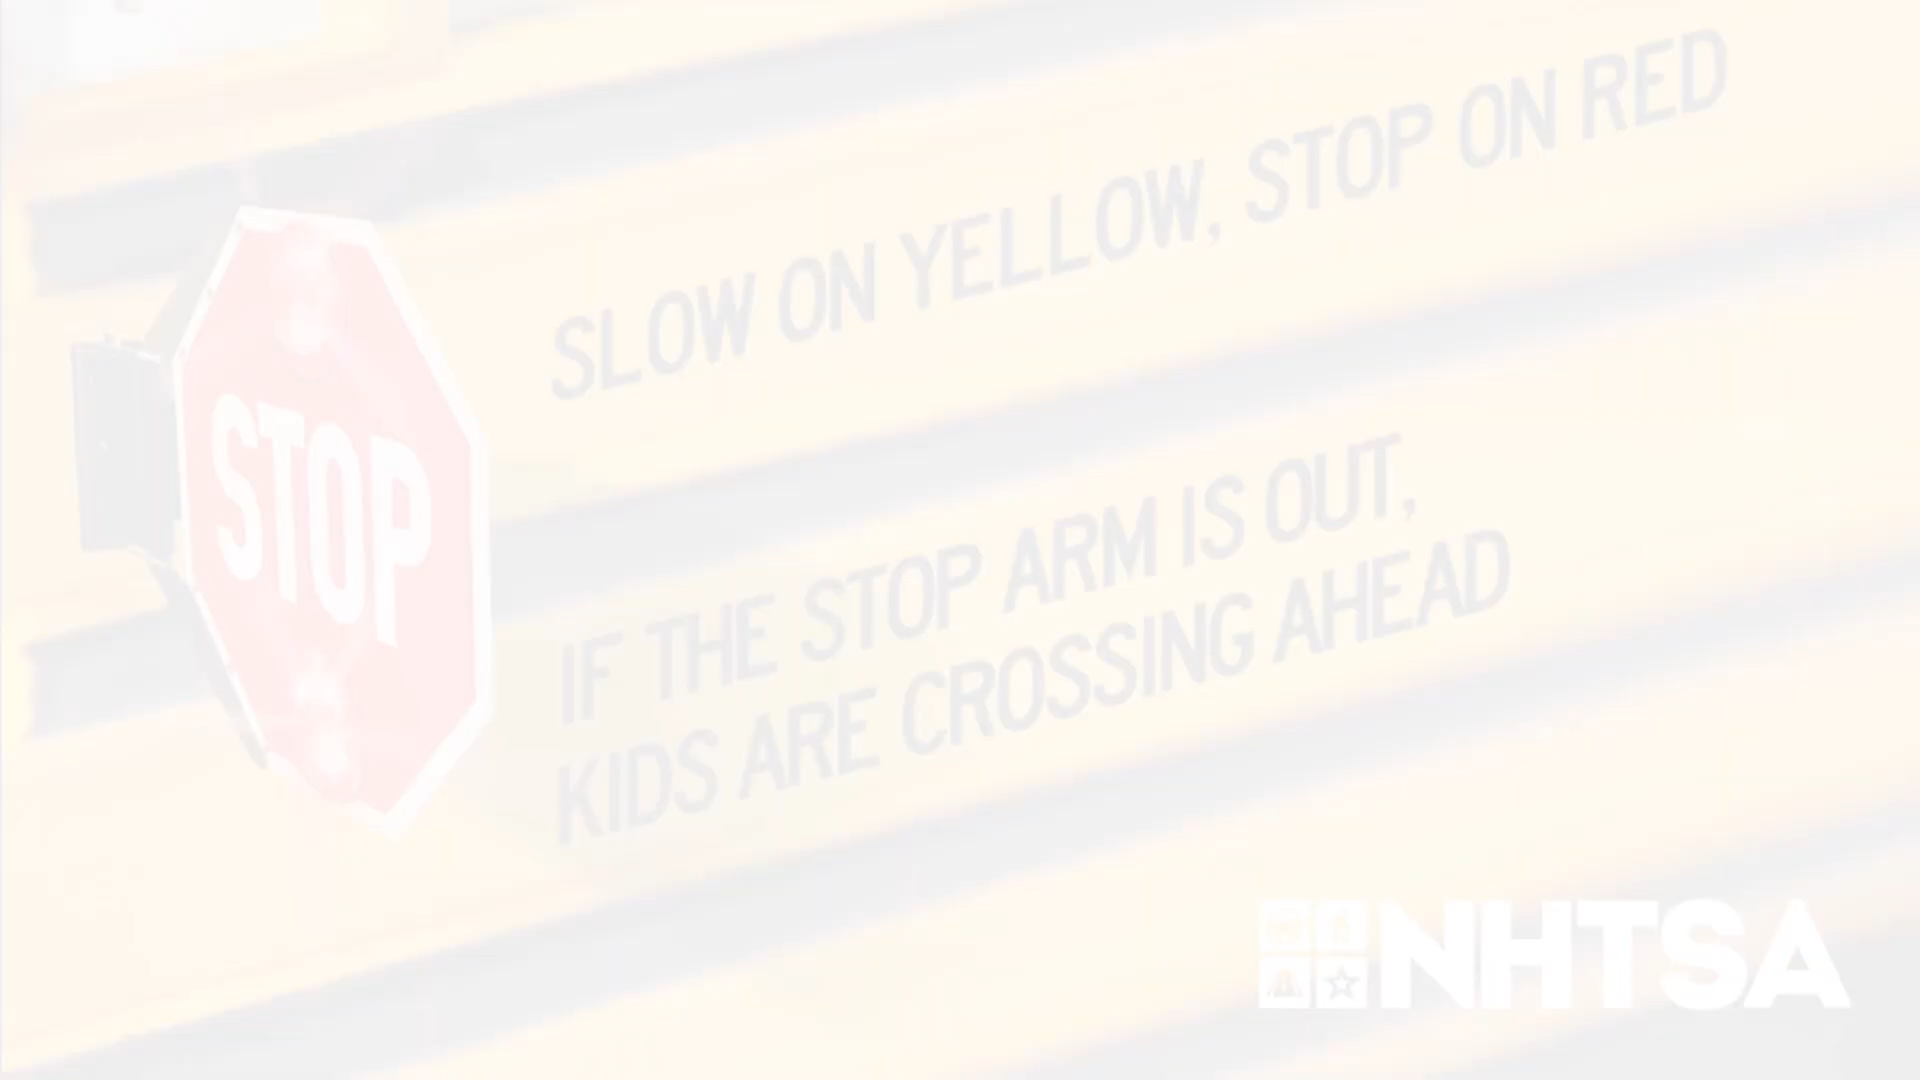 SLOW ON YELLOW, STOP ON RED
STOP
IF THE STOP ARM IS OUT,
KIDS ARE CROSSING AHEAD
NHTSA